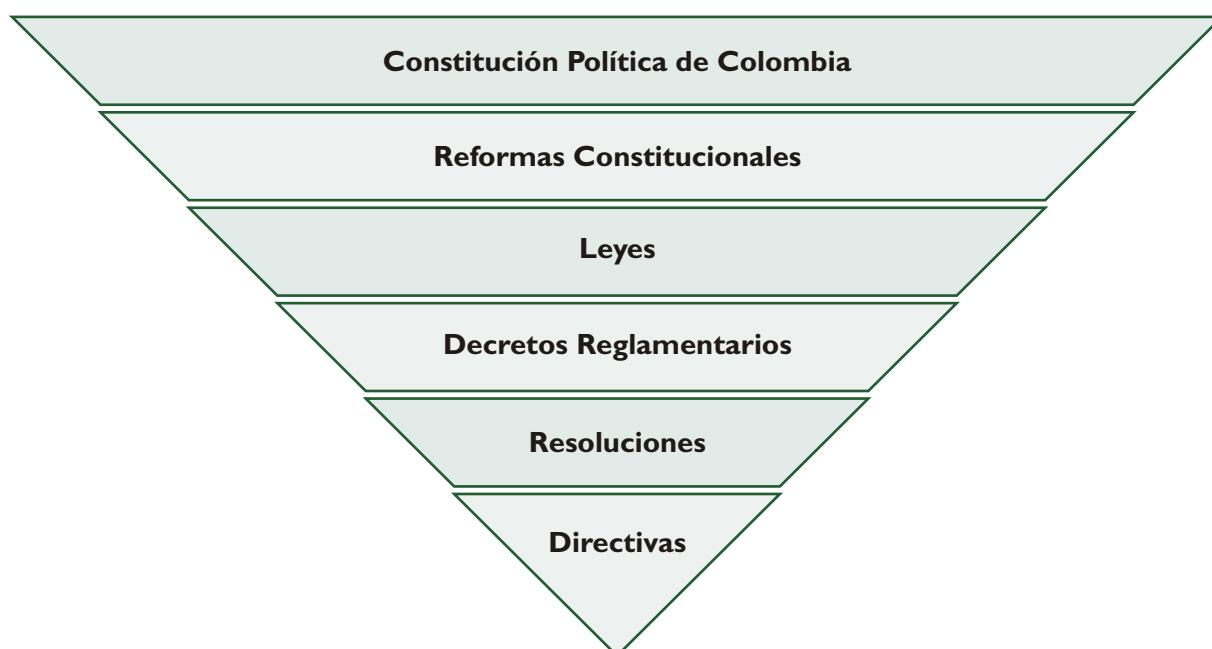 Constitución Política de Colombia
Reformas Constitucionales
Leyes
Decretos Reglamentarios
Resoluciones
Directivas